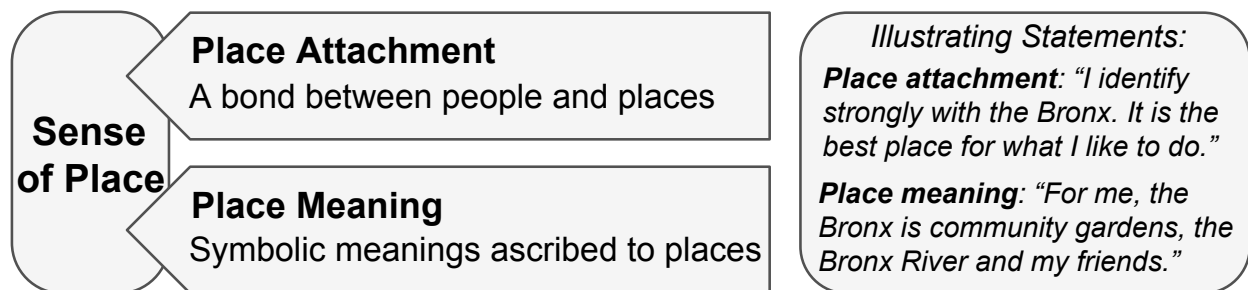 Sense
of Place
Place Attachment
A bond between people and places
Place Meaning
Symbolic meanings ascribed to places
Illustrating Statements:
Place attachment: “I identify
strongly with the Bronx. It is the
best place for what I like to do.”
Place meaning: “For me, the
Bronx is community gardens, the
Bronx River and my friends.”